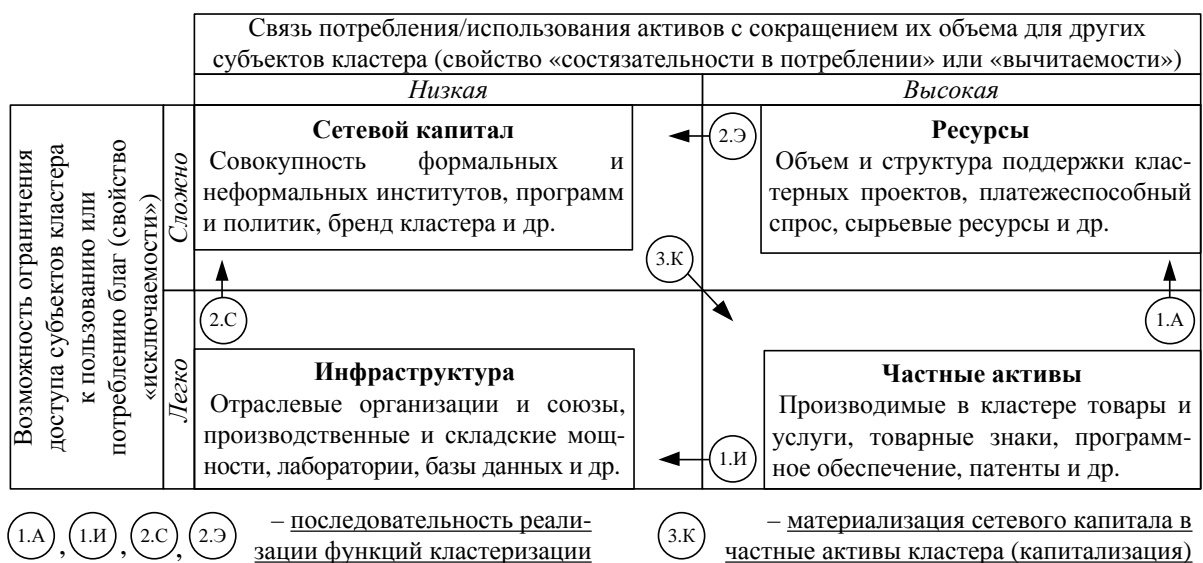 Связь потребления/использования активов с сокращением их объема для других
субъектов кластера (свойство «состязательности в потреблении» или «вычитаемости»)
Низкая
Высокая
Возможность ограничения
доступа субъектов кластера
к пользованию или
потреблению благ (свойство
«исключаемости»)
Сложно
Сетевой капитал
Совокупность формальных и
неформальных институтов, программ
и политик, бренд кластера и др.
2.Э
Ресурсы
Объем и структура поддержки клас-
терных проектов, платежеспособный
спрос, сырьевые ресурсы и др.
3.К
2.С
1.А
Легко
Инфраструктура
Отраслевые организации и союзы,
производственные и складские мощ-
ности, лаборатории, базы данных и др.
1.И
Частные активы
Производимые в кластере товары и
услуги, товарные знаки, программ-
ное обеспечение, патенты и др.
1.А , 1.И , 2.С , 2.Э – последовательность реали-
зации функций кластеризации
3.К – материализация сетевого капитала в
частные активы кластера (капитализация)